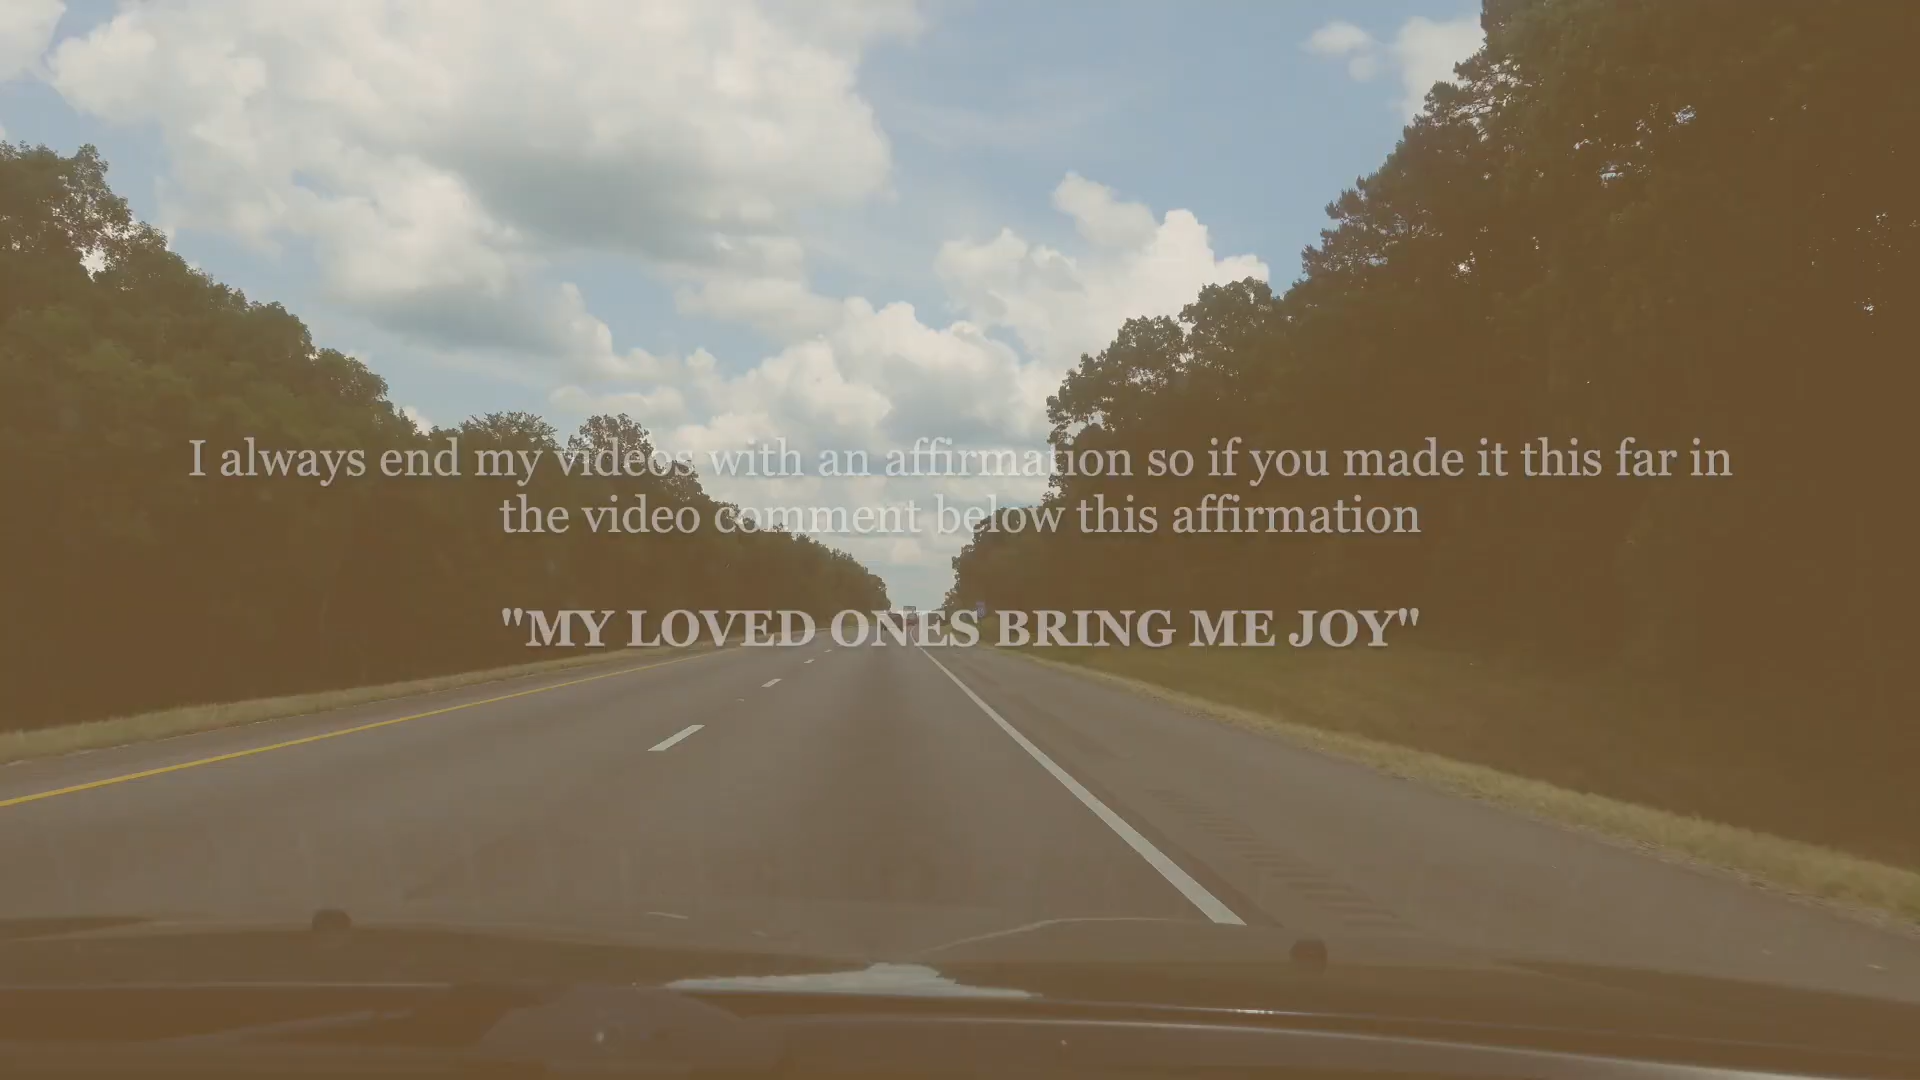 I always end my videos with an affirmation so if you made it this far in
the video comment below this affirmation
"MY LOVED ONES BRING ME JOY"